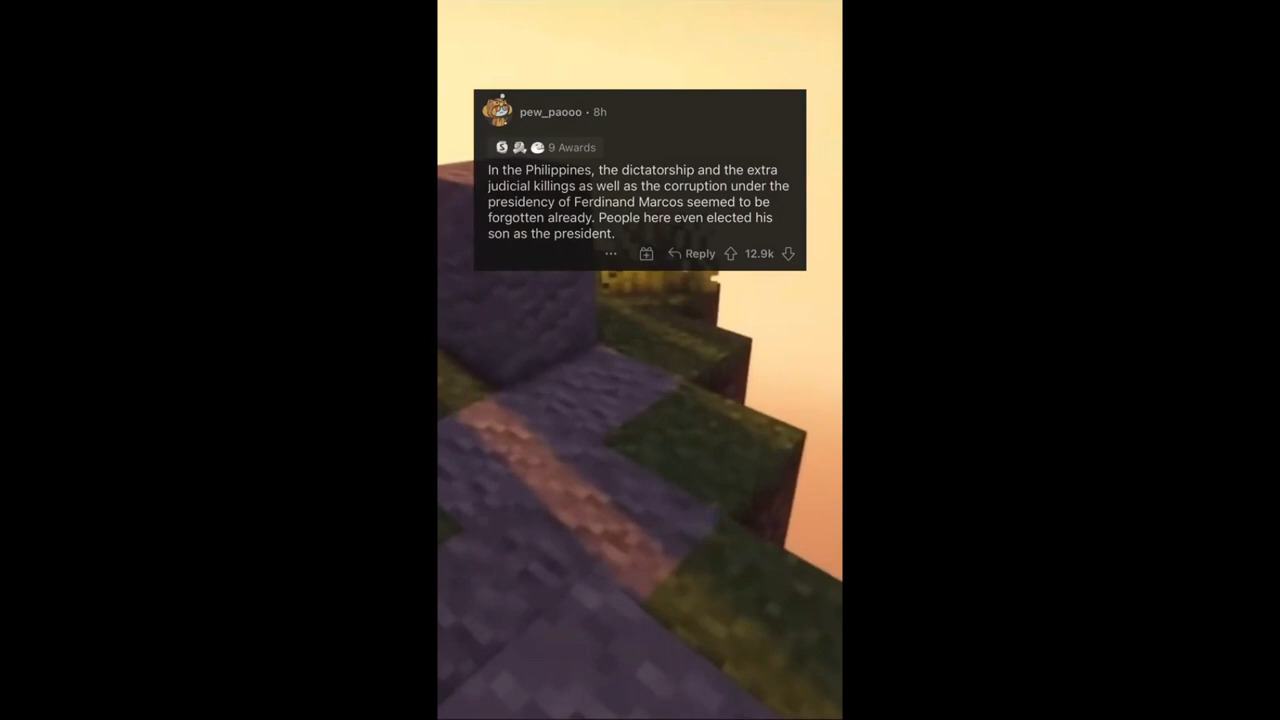 pew_paooo · 8h
9 Awards
In the Philippines, the dictatorship and the extra
judicial killings as well as the corruption under the
presidency of Ferdinand Marcos seemed to be
forgotten already. People here even elected his
son as the president.
Reply 12.9k